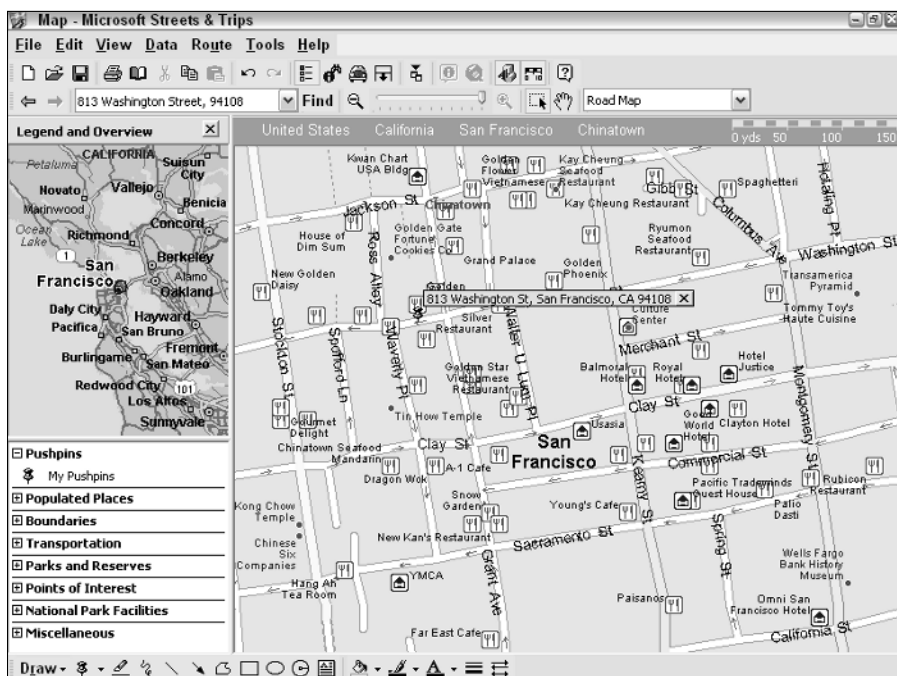 Map - Microsoft Streets & Trips
File Edit View Data Route Tools Help
813 Washington Street, 94108
Find
Road Map
Legend and Overview
United States California San Francisco Chinatown
0 yds 50 100 150
CALIFORNIA
Petaluma
Suisun
City
Novato
Vallejo
Marinwood
Benicia
Ocean
Lake
Richmond
Concord
1
San
Francisco
Berkeley
Alamo
Oakland
Daly City
Pacifica
Hayward
San Bruno
Burlingame
Fremont
San Mateo
Redwood City
101
Los Altos
Sunnyvale
Pushpins
My Pushpins
Populated Places
Boundaries
Transportation
Parks and Reserves
Points of Interest
National Park Facilities
Miscellaneous
Kwan Chart
USA Bldg
Golden
Flower
Vietnamese
Kay Cheung
Seafood
Restaurant
Gibb St
Spaghetteri
Hotaling Pl
Jackson St
Chinatown
Kay Cheung Restaurant
Columbus Ave
House of
Dim Sum
Ross Alley
Golden Gate
Fortune
Cookies Co
Grand Palace
Ryumon
Seafood
Restaurant
Washington St
New Golden
Daisy
Golden
Phoenix
Transamerica
Pyramid
Golden
813 Washington St, San Francisco, CA 94108
Culture
Center
Tommy Toy's
Haute Cuisine
Silver
Restaurant
Merchant St
Stockton St
Spofford Ln
Waverly Pl
Walter U Lum Pl
Golden Star
Vietnamese
Restaurant
Balmoral
Hotel
Royal
Hotel
Hotel
Justice
Montgomery St
Clay St
Tin How Temple
Good
World
Hotel
Clayton Hotel
Gourmet
Delight
Usasia
Clay St
San
Francisco
Chinatown Seafood
Mandarin
Commercial St
Dragon Wok
A-1 Cafe
Kearny St
Pacific Tradewinds
Guest House
Rubicon
Restaurant
Snow
Garden
Young's Cafe
Palio
Dasti
Kong Chow
Temple
New Kan's Restaurant
Sacramento St
Spring St
Chinese
Six
Companies
Wells Fargo
Bank History
Museum
Hang Ah
Tea Room
YMCA
Grant Ave
Paisanos
Omni San
Francisco Hotel
Far East Cafe
California St
Draw
A